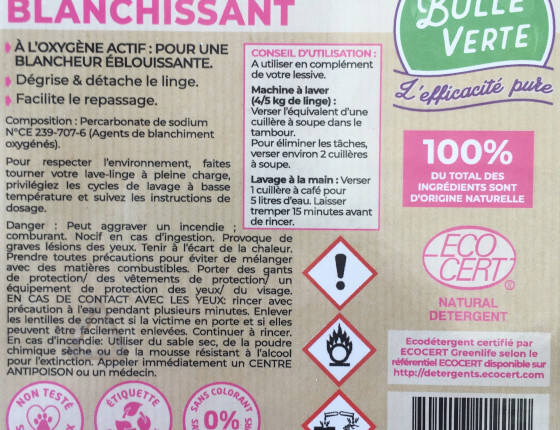 BLANCHISSANT
À L'OXYGÈNE ACTIF : POUR UNE
BLANCHEUR ÉBLOUISSANTE.
Dégrise & détache le linge.
Facilite le repassage.
Composition : Percarbonate de sodium
N°CE 239-707-6 (Agents de blanchiment
oxygénés).
Pour respecter l'environnement, faites
tourner votre lave-linge à pleine charge,
privilégiez les cycles de lavage à basse
température et suivez les instructions de
dosage.
CONSEIL D'UTILISATION :
A utiliser en complément
de votre lessive.
Machine à laver
(4/5 kg de linge) :
Verser l'équivalent d'une
cuillère à soupe dans le
tambour.
Pour éliminer les tâches,
verser environ 2 cuillères
à soupe.
Lavage à la main : Verser
1 cuillère à café pour
5 litres d'eau. Laisser
tremper 15 minutes avant
de rincer.
Danger : Peut aggraver un incendie ;
comburant. Nocif en cas d'ingestion. Provoque de
graves lésions des yeux. Tenir à l'écart de la chaleur.
Prendre toutes précautions pour éviter de mélanger
avec des matières combustibles. Porter des gants
de protection/ des vêtements de protection/ un
équipement de protection des yeux/ du visage.
EN CAS DE CONTACT AVEC LES YEUX: rincer avec
précaution à l'eau pendant plusieurs minutes. Enlever
les lentilles de contact si la victime en porte et si elles
peuvent être facilement enlevées. Continuer à rincer.
En cas d'incendie: Utiliser du sable sec, de la poudre
chimique sèche ou de la mousse résistant à l'alcool
pour l'extinction. Appeler immédiatement un CENTRE
ANTIPOISON ou un médecin.
NON TESTÉ
ÉTIQUETTE
SANS COLORANT
0%
BULLE
VERTE
L'efficacité pure
100%
DU TOTAL DES
INGRÉDIENTS SONT
D'ORIGINE NATURELLE
ECO
CERT
®
NATURAL
DETERGENT
Ecodétergent certifié par
ECOCERT Greenlife selon le
référentiel ECOCERT disponible sur
http://detergents.ecocert.com